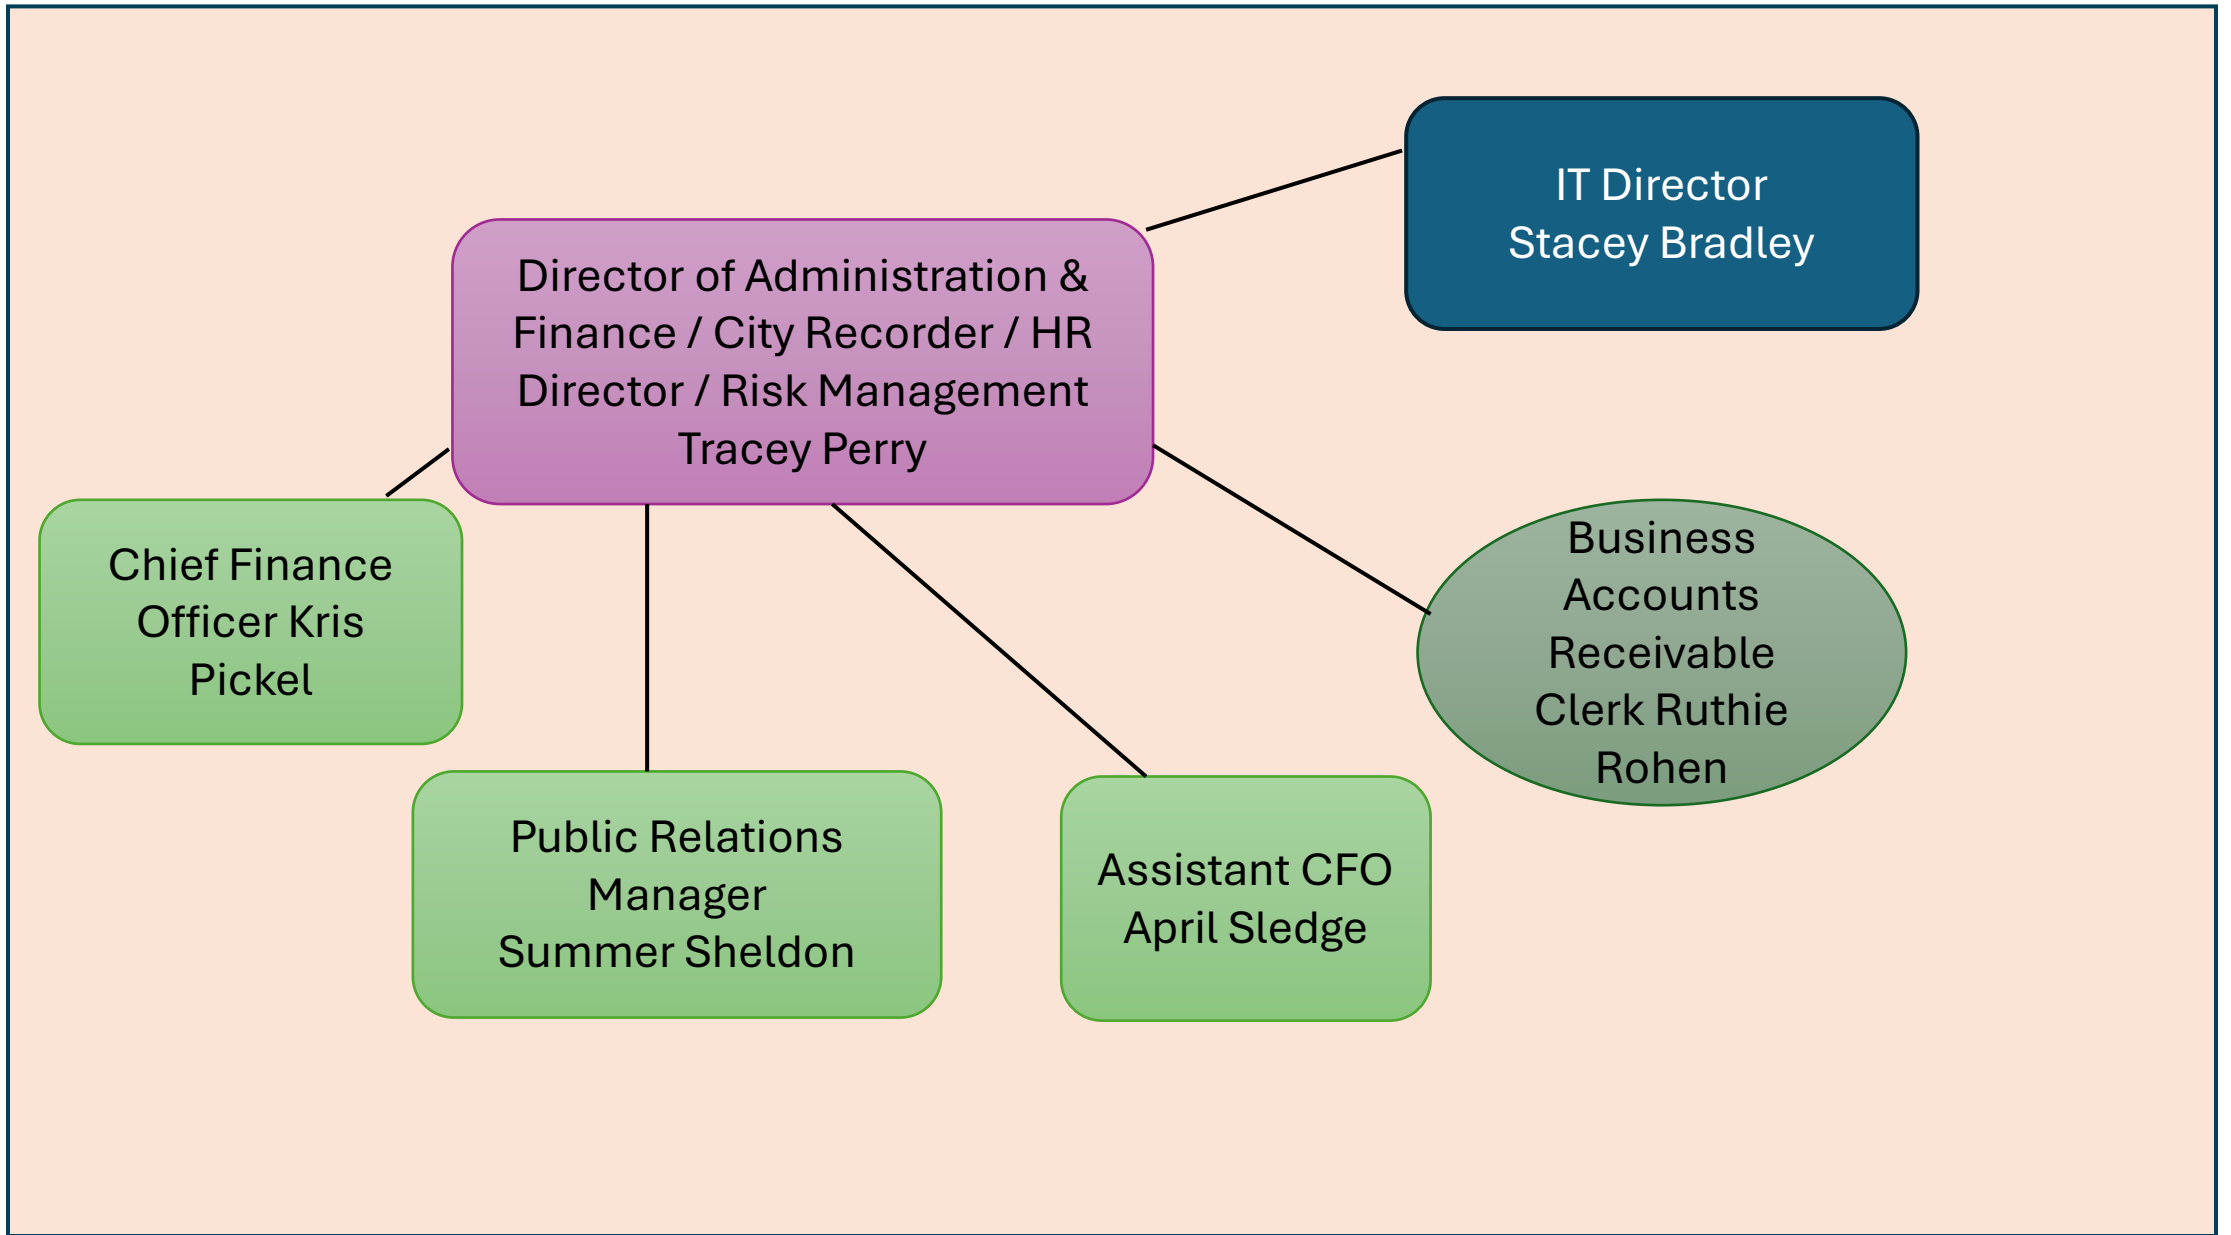 IT Director
Stacey Bradley
Director of Administration &
Finance / City Recorder / HR
Director / Risk Management
Tracey Perry
Chief Finance
Officer Kris
Pickel
Business
Accounts
Receivable
Clerk Ruthie
Rohen
Public Relations
Manager
Summer Sheldon
Assistant CFO
April Sledge